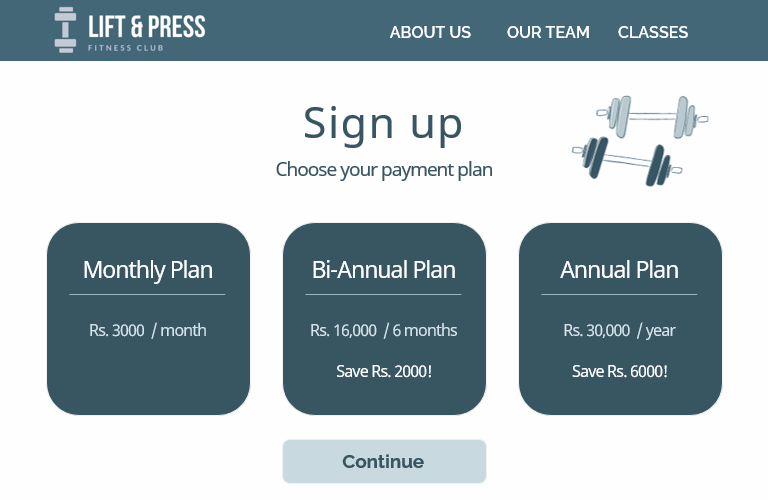 LIFT & PRESS
FITNESS CLUB
ABOUT US
OUR TEAM
CLASSES
Sign up
Choose your payment plan
Monthly Plan
Rs. 3000 / month
Bi-Annual Plan
Rs. 16,000 / 6 months
Save Rs. 2000!
Annual Plan
Rs. 30,000 / year
Save Rs. 6000!
Continue